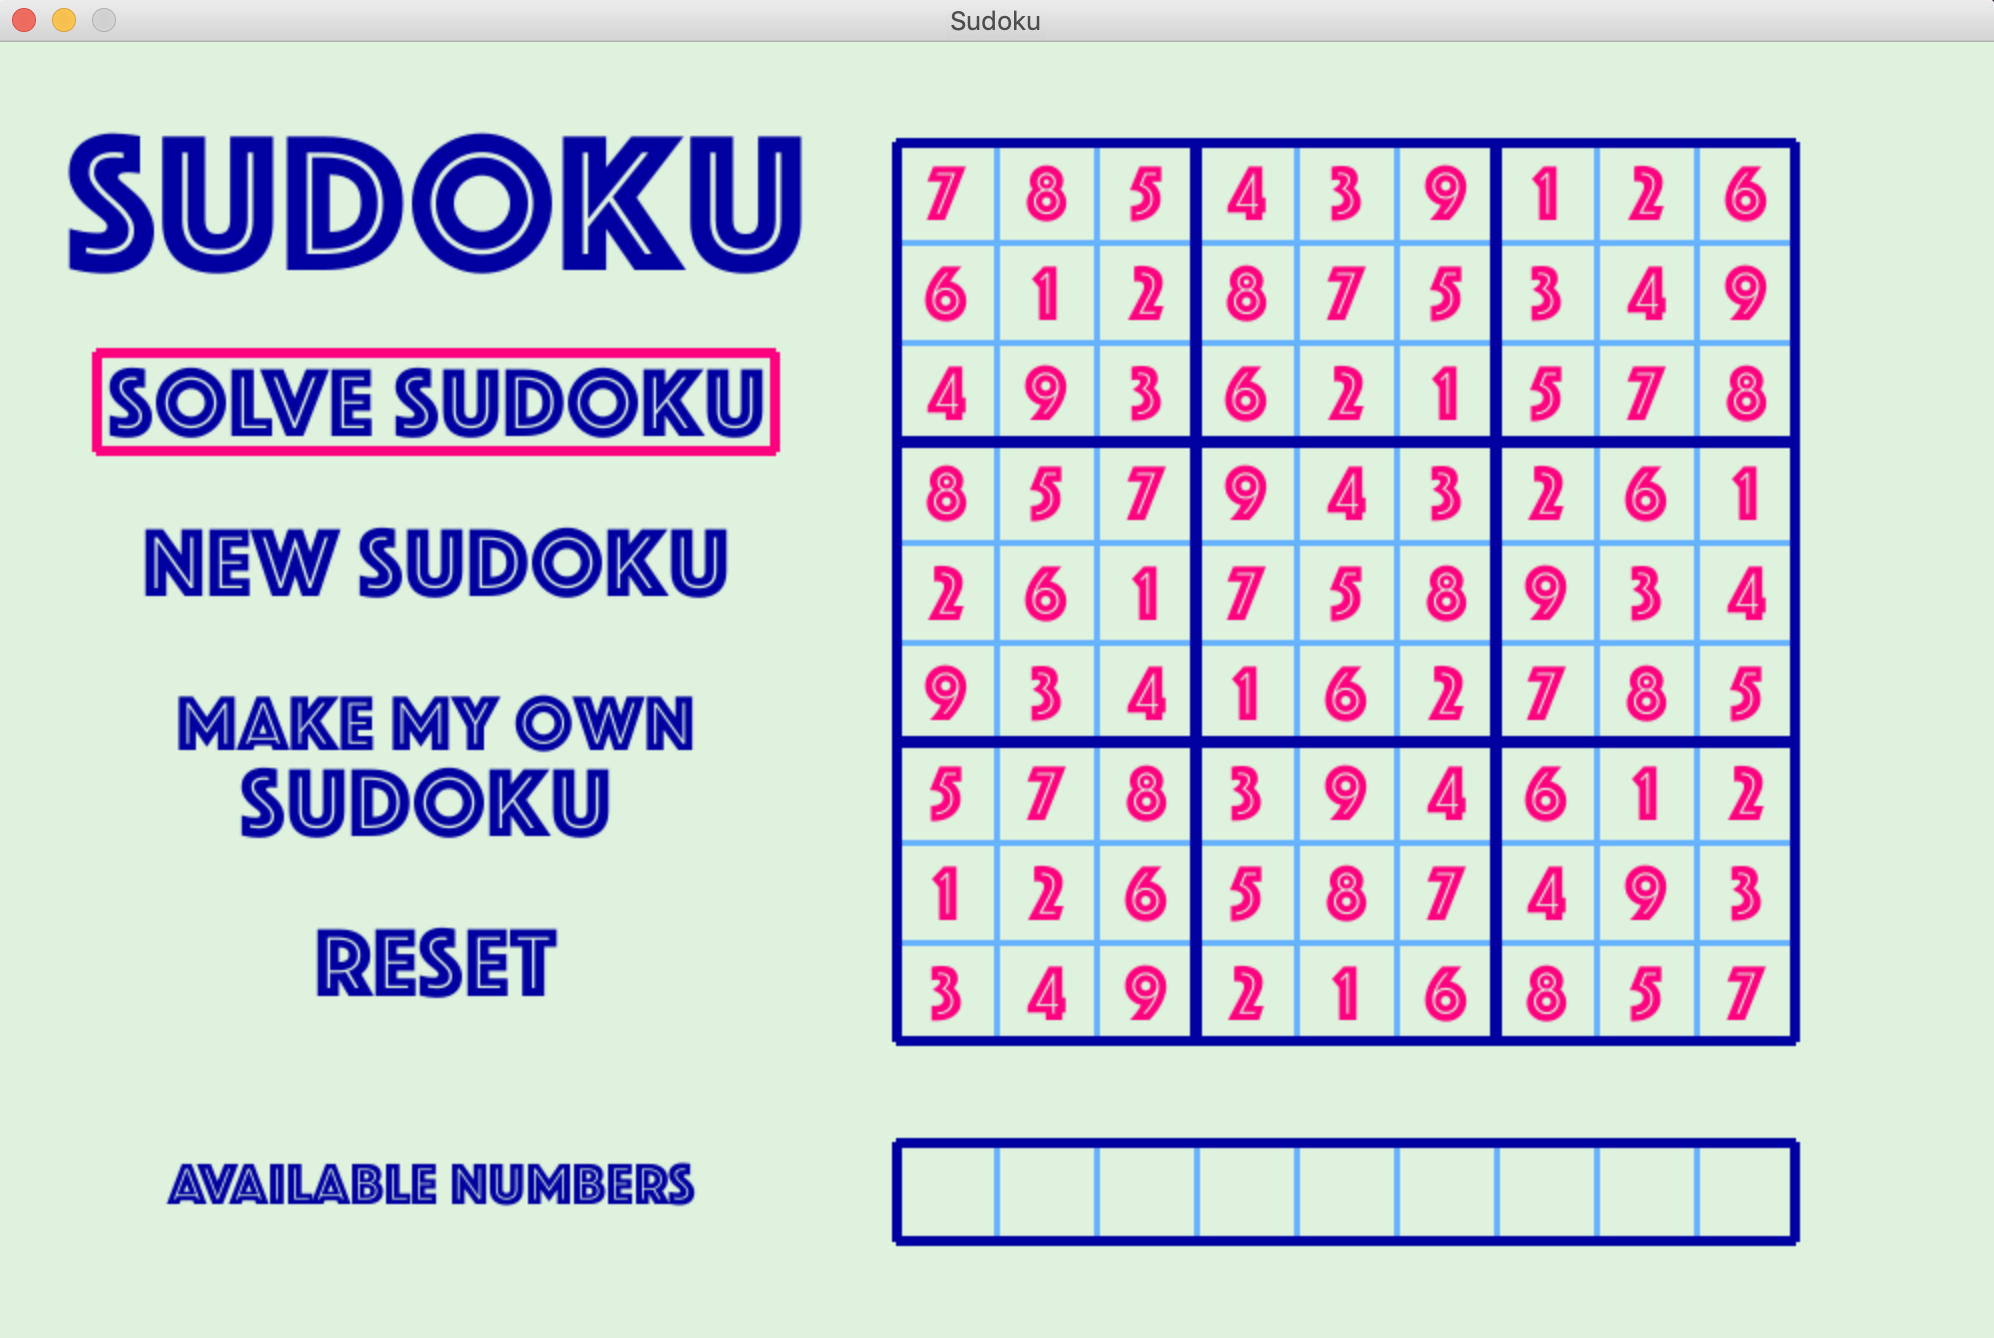 Sudoku
SUDOKU
SOLVE SUDOKU
NEW SUDOKU
MAKE MY OWN
SUDOKU
RESET
AVAILABLE NUMBERS
7 8 5 4 3 9 1 2 6
6 1 2 8 7 5 3 4 9
4 9 3 6 2 1 5 7 8
8 5 7 9 4 3 2 6 1
2 6 1 7 5 8 9 3 4
9 3 4 1 6 2 7 8 5
5 7 8 3 9 4 6 1 2
1 2 6 5 8 7 4 9 3
3 4 9 2 1 6 8 5 7